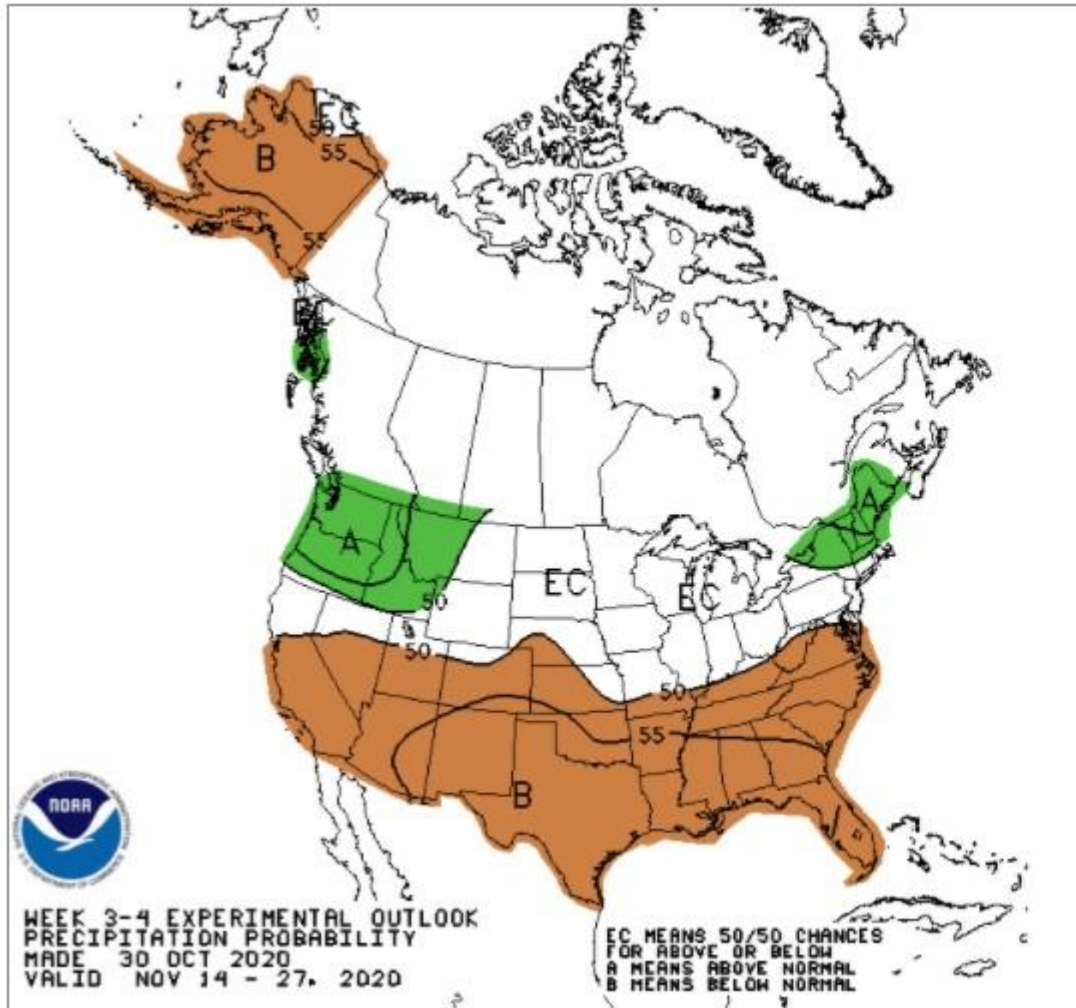 EC
50
55
B
55
EC
A
A
50
EC
EC
50
50
55
B
NOAA
WEEK 3-4 EXPERIMENTAL OUTLOOK
PRECIPITATION PROBABILITY
MADE 30 OCT 2020
VALID NOV 14 - 27, 2020
EC MEANS 50/50 CHANCES
FOR ABOVE OR BELOW
A MEANS ABOVE NORMAL
B MEANS BELOW NORMAL